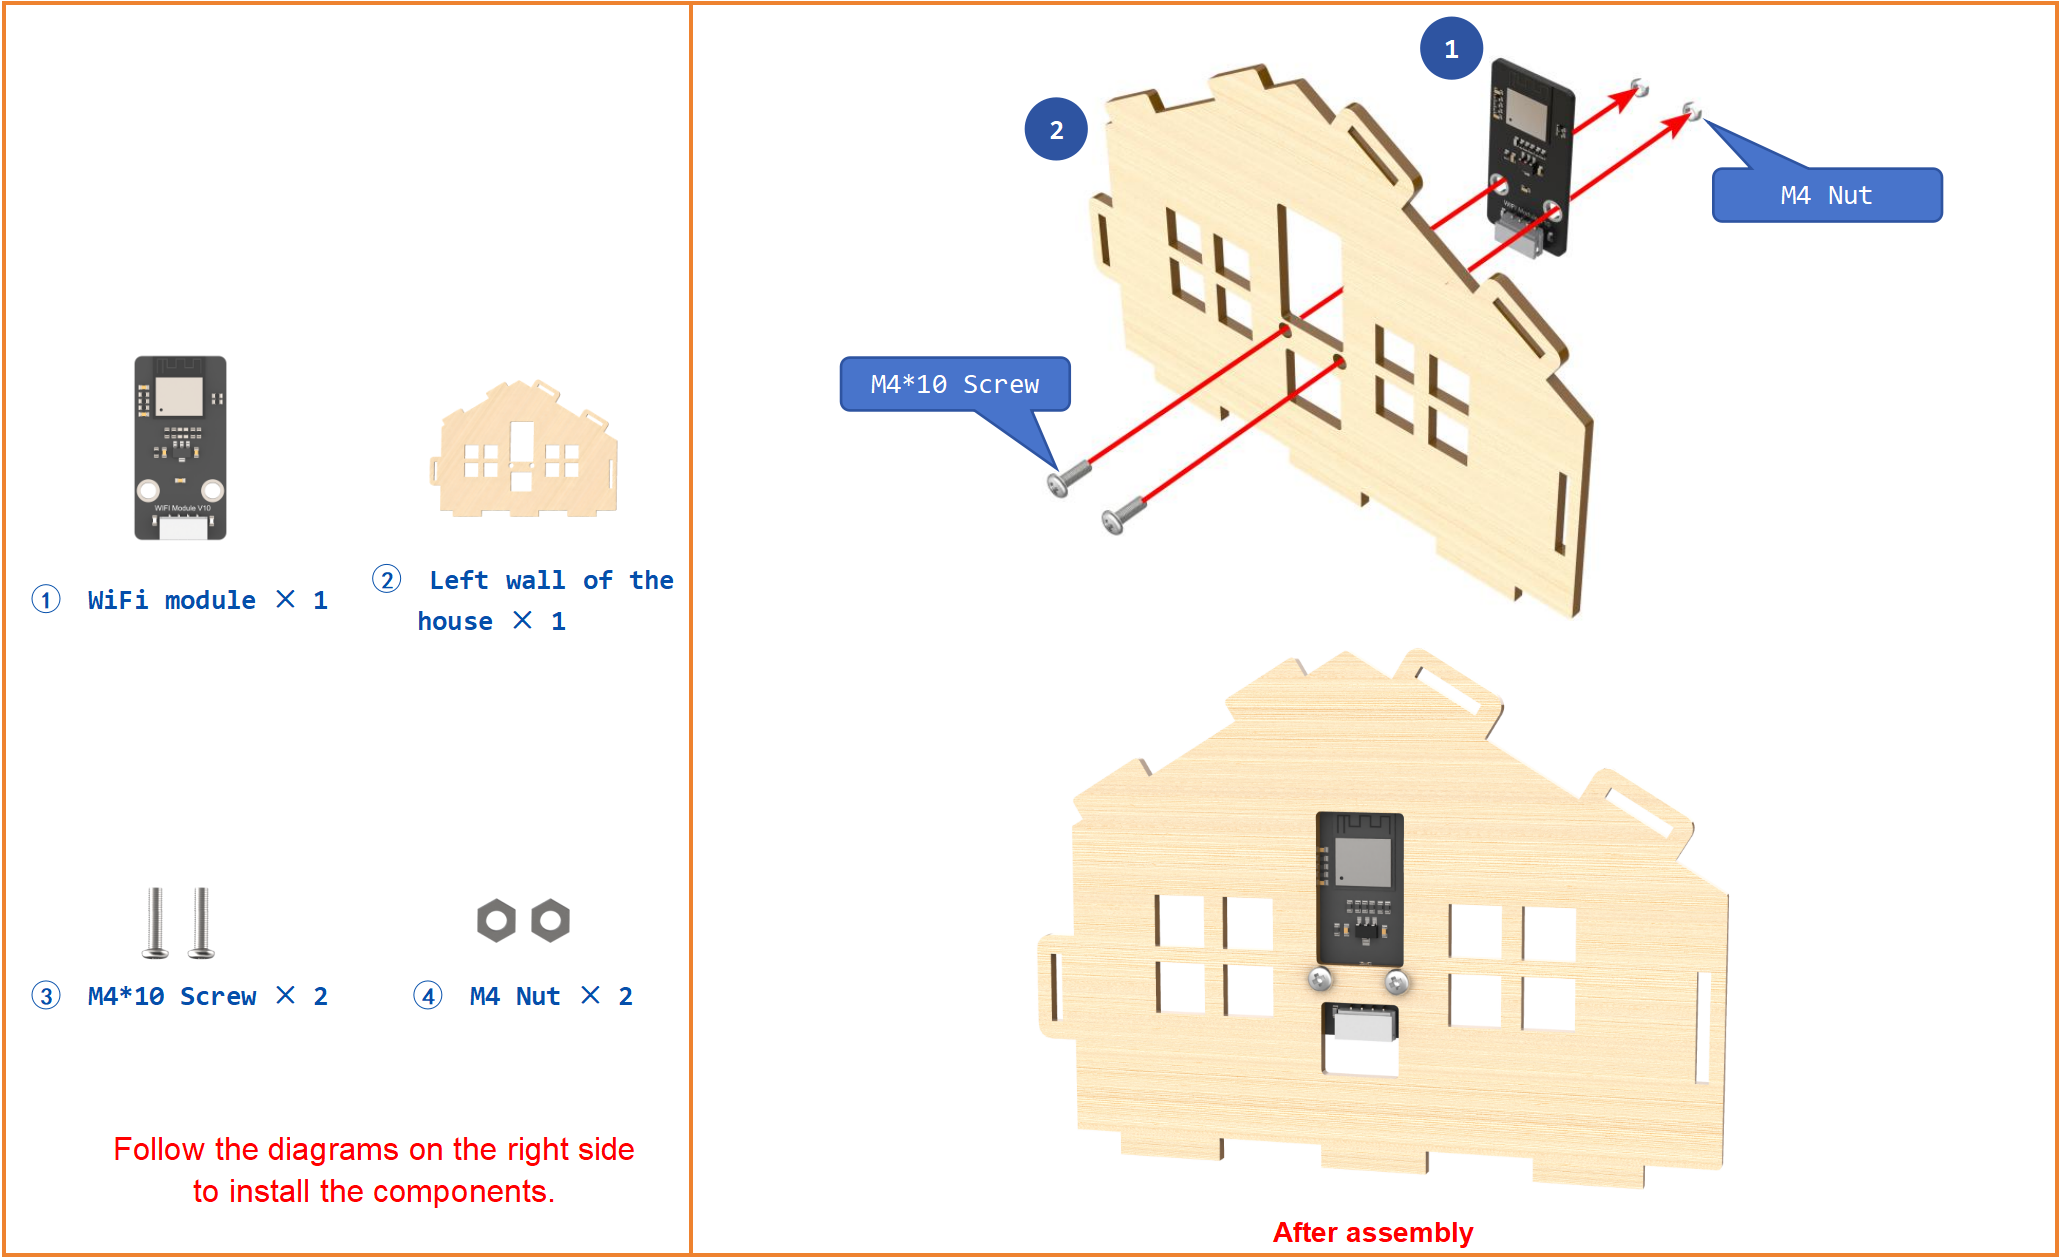 WIFI Module V10
① WiFi module × 1
② Left wall of the
house × 1
③ M4*10 Screw × 2
④ M4 Nut × 2
Follow the diagrams on the right side
to install the components.
1
2
M4 Nut
M4*10 Screw
After assembly